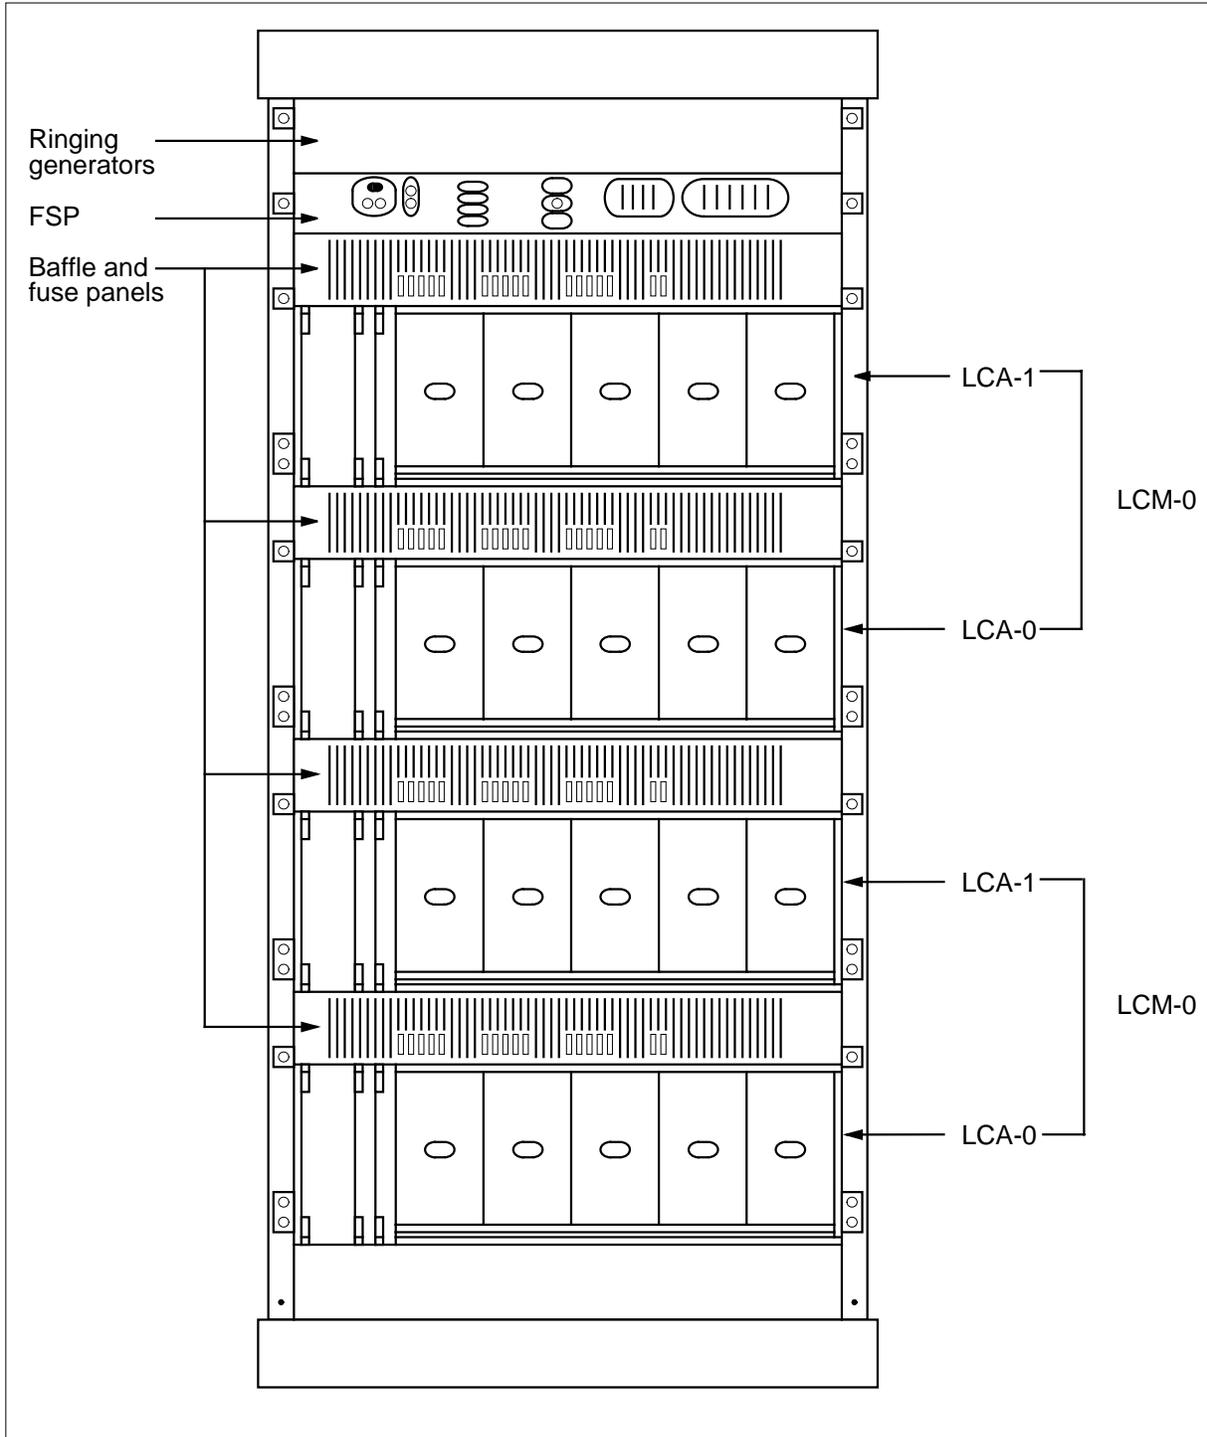 Ringing
generators
FSP
Baffle and
fuse panels
LCA-1
LCM-0
LCA-0
LCA-1
LCM-0
LCA-0